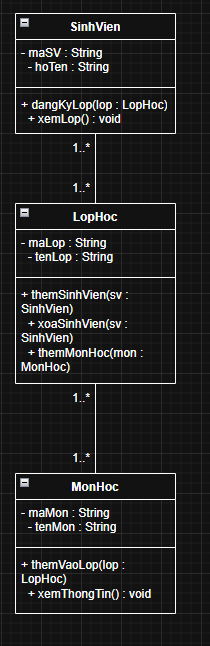 SinhVien
- maSV : String
- hoTen : String
+ dangKyLop(lop : LopHoc)
+ xemLop() : void
1..*
1..*
LopHoc
- maLop : String
- tenLop : String
+ themSinhVien(sv :
SinhVien)
+ xoaSinhVien(sv :
SinhVien)
+ themMonHoc(mon :
MonHoc)
1..*
1..*
MonHoc
- maMon : String
- tenMon : String
+ themVaoLop(lop :
LopHoc)
+ xemThongTin() : void